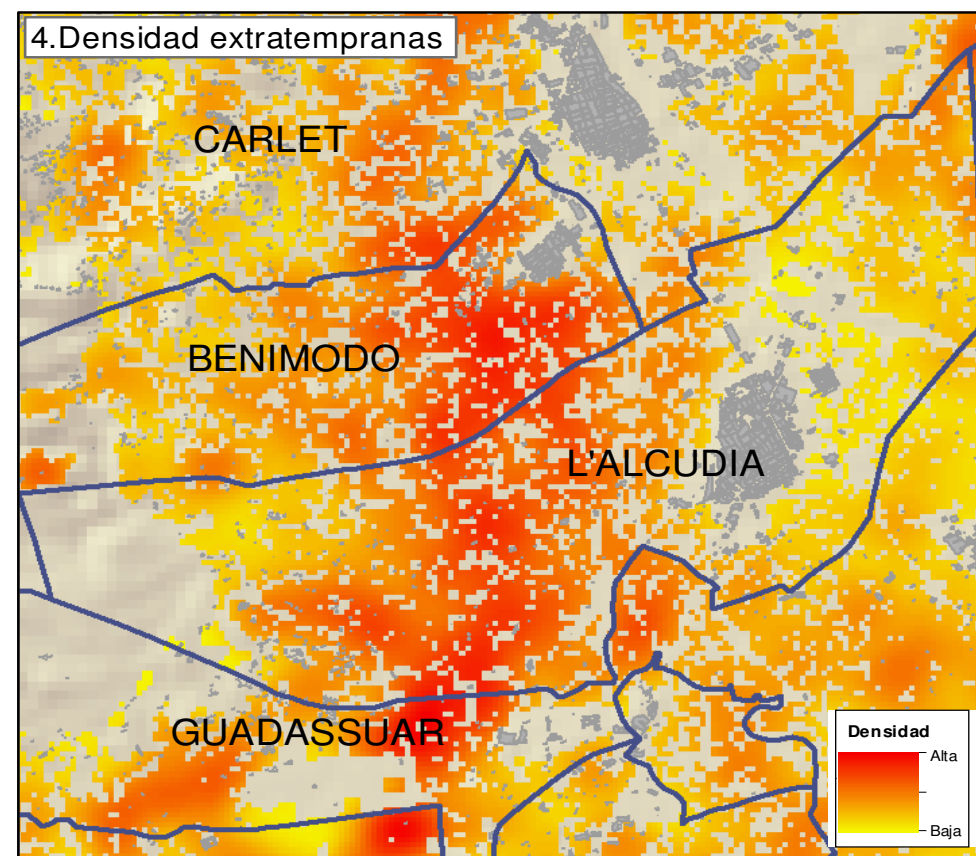 4.Densidad extratempranas
CARLET
BENIMODO
L'ALCUDIA
GUADASSUAR
Densidad
Alta
Baja